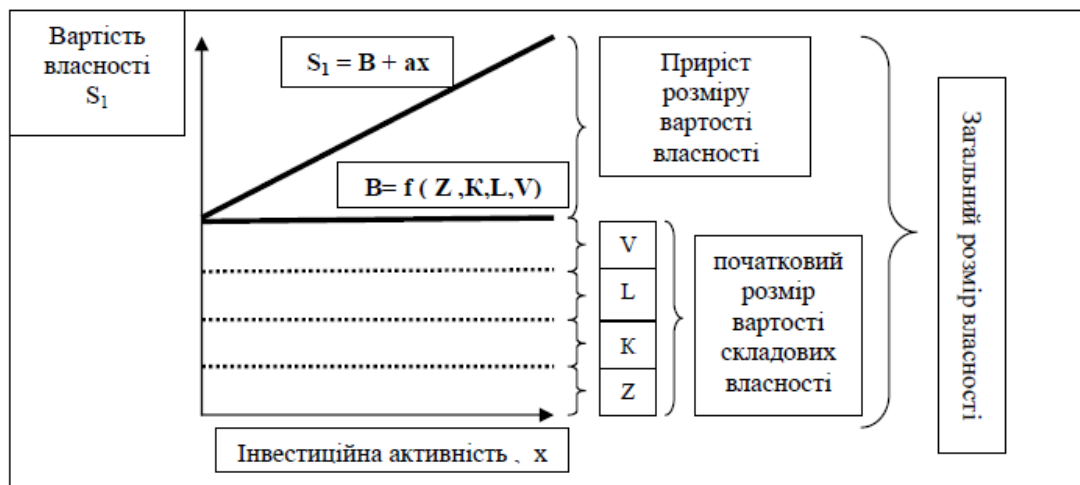 Вартість
власності
S₁
S₁ = B + ax
B= f ( Z ,K,L,V)
Приріст
розміру
вартості
власності
V
L
К
Z
початковий
розмір
вартості
складових
власності
Загальний розмір власності
Інвестиційна активність , х